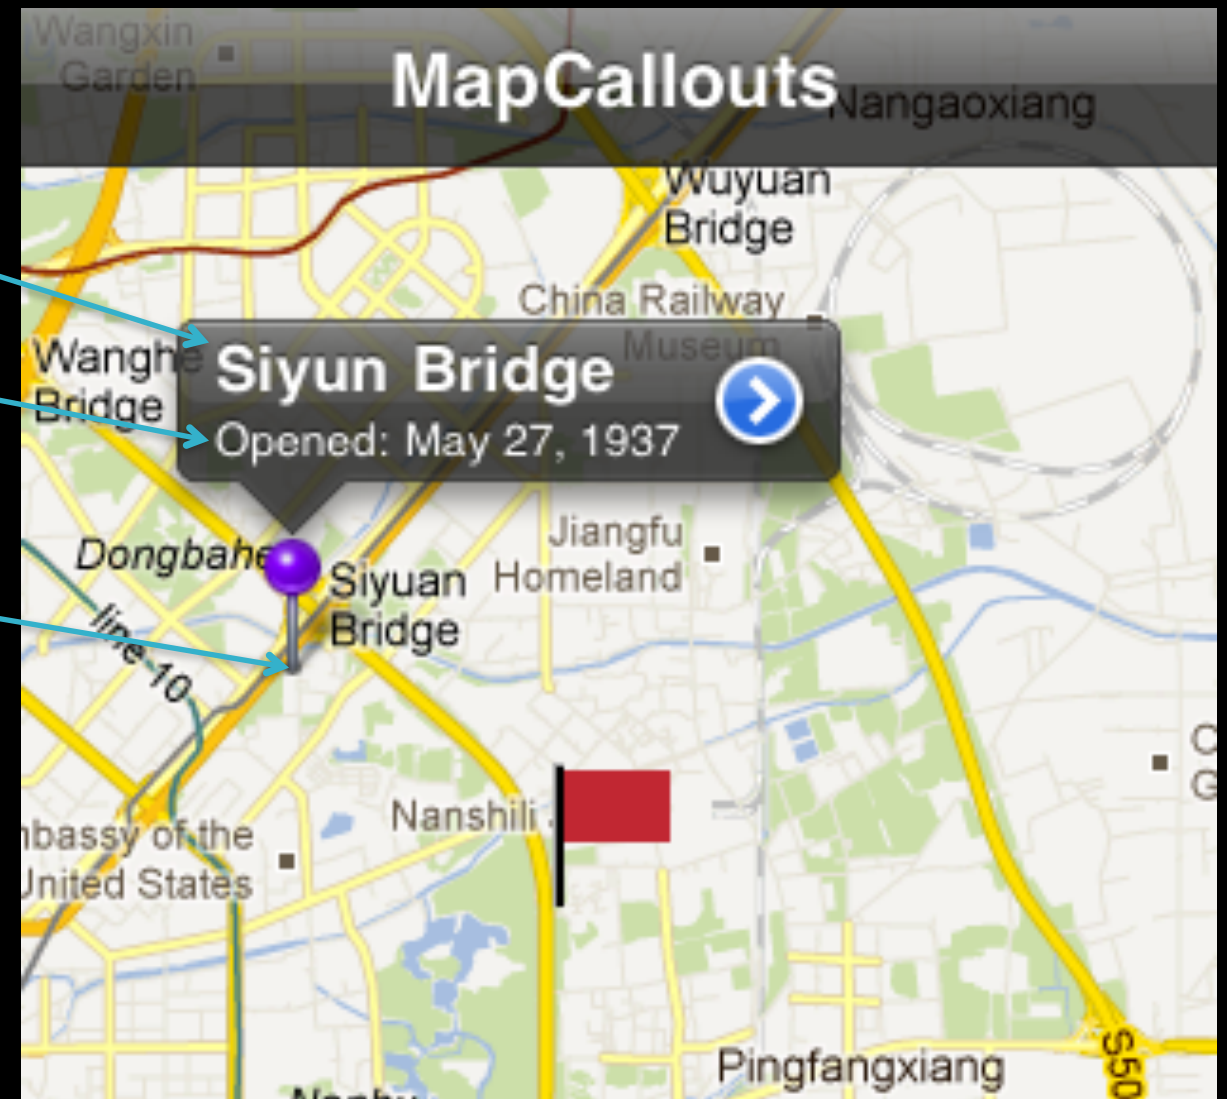 Wangxin
Garden
MapCallouts
Nangaoxiang
Wuyuan
Bridge
China Railway
Museum
Wanghe
Bridge
Siyun Bridge
Opened: May 27, 1937
Jiangfu
Homeland
Dongbahe
Siyuan
Bridge
line 10
Nanshili
C
G
mbassy of the
United States
Pingfangxiang
S50